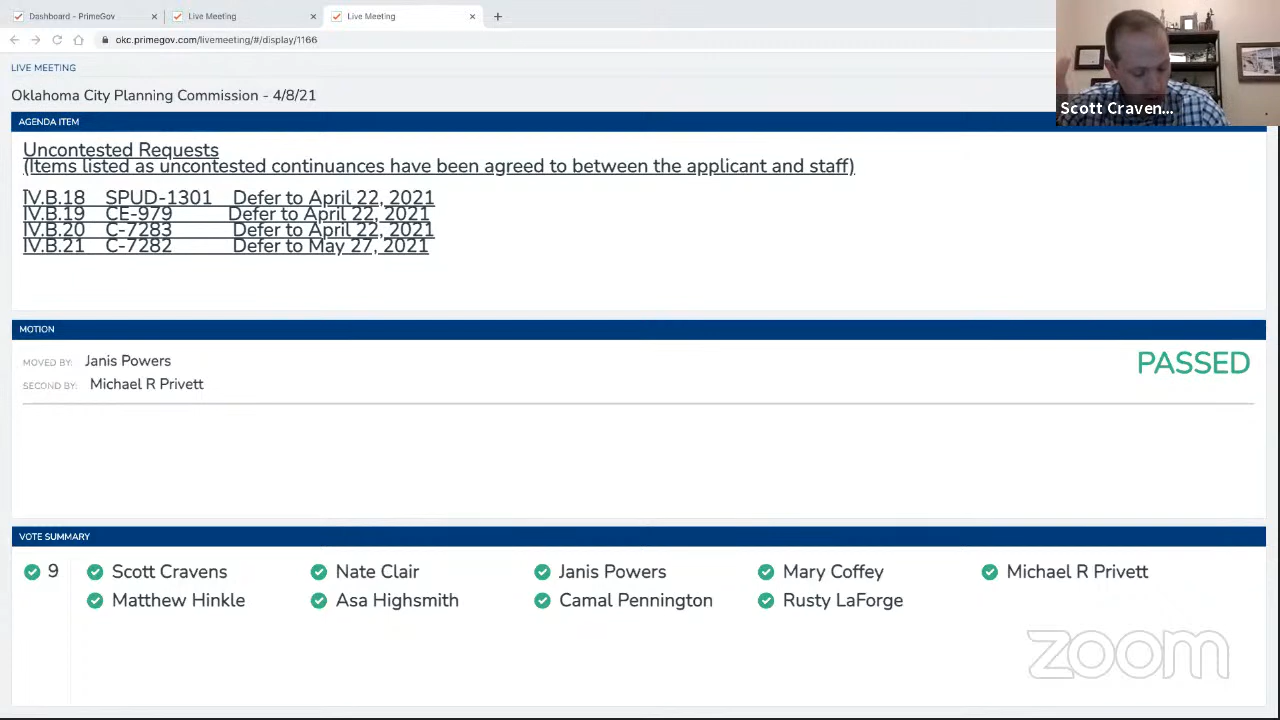 Dashboard - PrimeGov
Live Meeting
Live Meeting
okc.primegov.com/livemeeting/#/display/1166
LIVE MEETING
Oklahoma City Planning Commission - 4/8/21
Scott Craven...
AGENDA ITEM
Uncontested Requests
(Items listed as uncontested continuances have been agreed to between the applicant and staff)
IV.B.18 SPUD-1301 Defer to April 22, 2021
IV.B.19 CE-979 Defer to April 22, 2021
IV.B.20 C-7283 Defer to April 22, 2021
IV.B.21 C-7282 Defer to May 27, 2021
MOTION
MOVED BY: Janis Powers
PASSED
SECOND BY: Michael R Privett
VOTE SUMMARY
9 Scott Cravens Nate Clair Janis Powers Mary Coffey Michael R Privett
Matthew Hinkle Asa Highsmith Camal Pennington Rusty LaForge
zoom